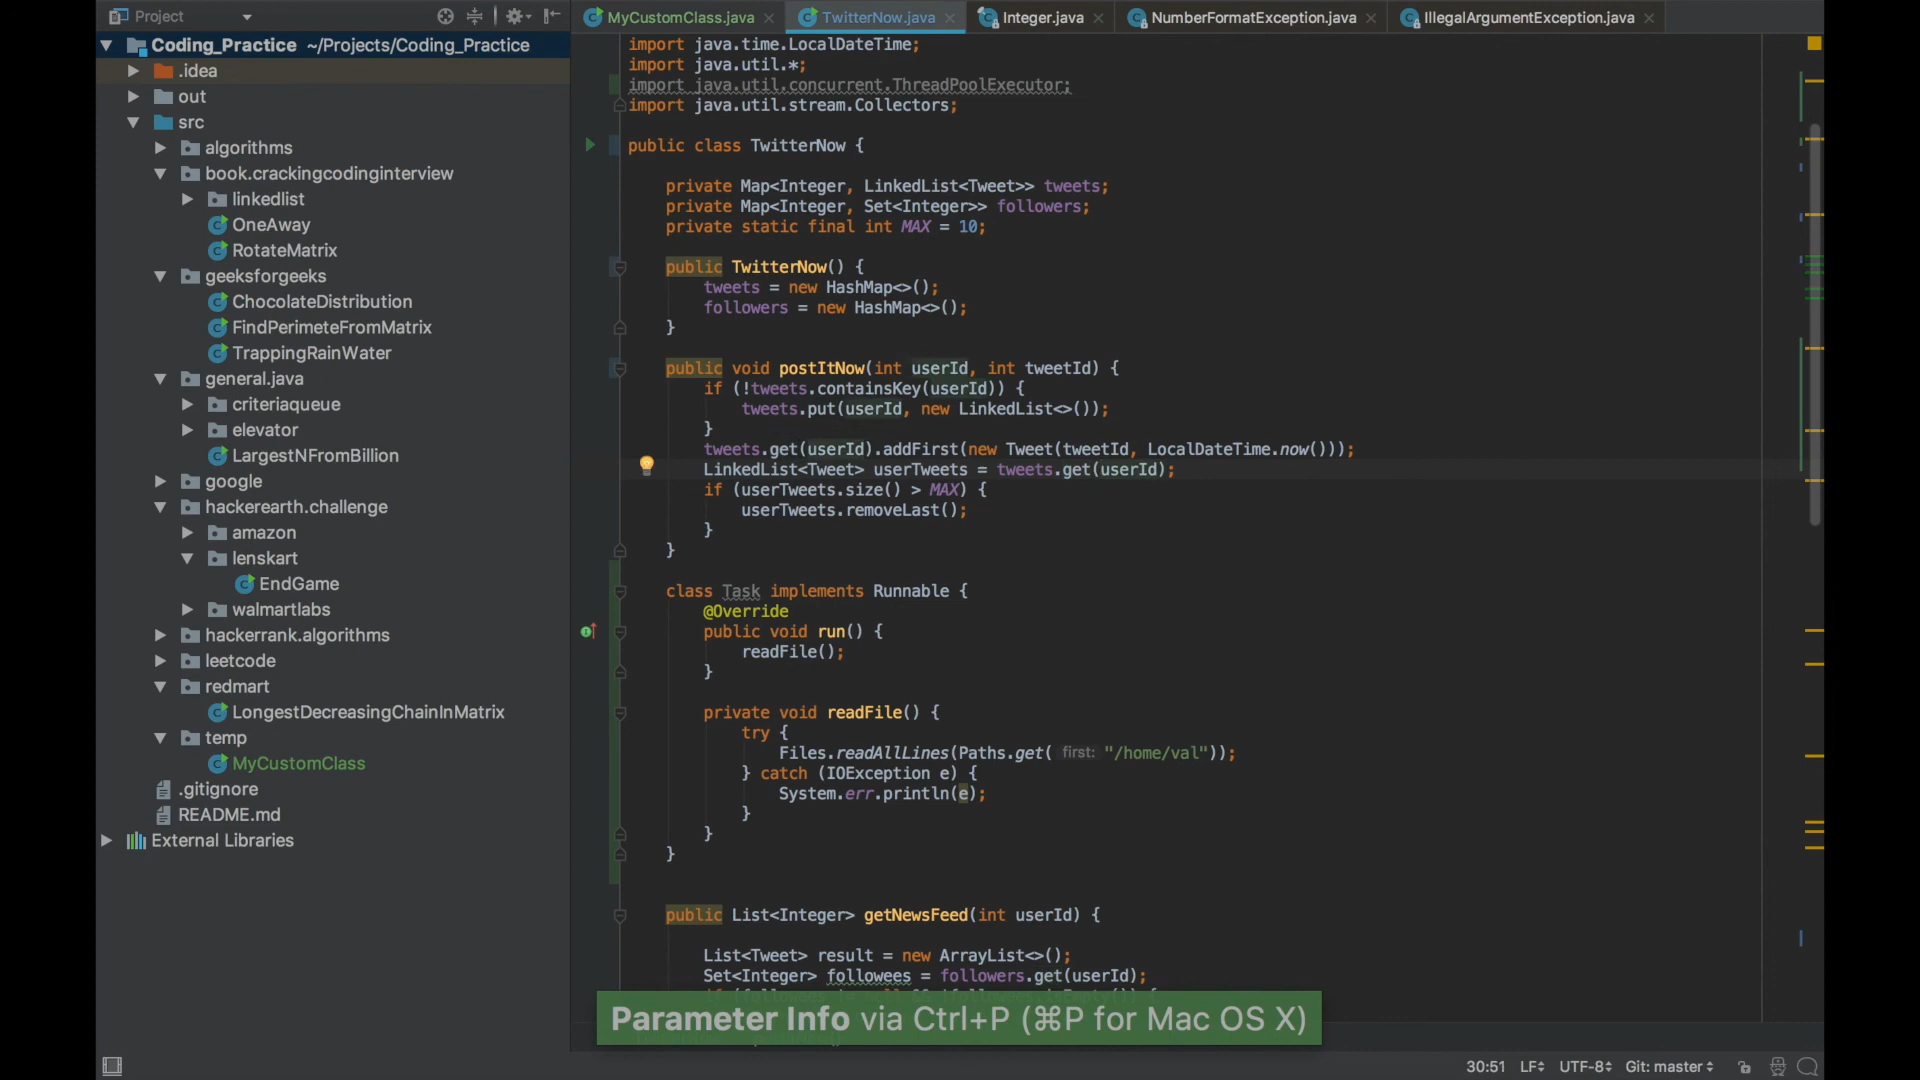 Project
Coding_Practice ~/Projects/Coding_Practice
.idea
out
src
algorithms
book.crackingcodinginterview
linkedlist
OneAway
RotateMatrix
geeksforgeeks
ChocolateDistribution
FindPerimeteFromMatrix
TrappingRainWater
general.java
criteriaqueue
elevator
LargestNFromBillion
google
hackerearth.challenge
amazon
lenskart
EndGame
walmartlabs
hackerrank.algorithms
leetcode
redmart
LongestDecreasingChainInMatrix
temp
MyCustomClass
.gitignore
README.md
External Libraries
MyCustomClass.java TwitterNow.java Integer.java NumberFormatException.java IllegalArgumentException.java
import java.time.LocalDateTime;
import java.util.*;
import java.util.concurrent.ThreadPoolExecutor;
import java.util.stream.Collectors;
public class TwitterNow {
private Map<Integer, LinkedList<Tweet>> tweets;
private Map<Integer, Set<Integer>> followers;
private static final int MAX = 10;
public TwitterNow() {
tweets = new HashMap<>();
followers = new HashMap<>();
}
public void postItNow(int userId, int tweetId) {
if (!tweets.containsKey(userId)) {
tweets.put(userId, new LinkedList<>());
}
tweets.get(userId).addFirst(new Tweet(tweetId, LocalDateTime.now()));
LinkedList<Tweet> userTweets = tweets.get(userId);
if (userTweets.size() > MAX) {
userTweets.removeLast();
}
}
class Task implements Runnable {
@Override
public void run() {
readFile();
}
private void readFile() {
try {
Files.readAllLines(Paths.get( first: "/home/val"));
} catch (IOException e) {
System.err.println(e);
}
}
}
public List<Integer> getNewsFeed(int userId) {
List<Tweet> result = new ArrayList<>();
Set<Integer> followees = followers.get(userId);
Parameter Info via Ctrl+P (⌘P for Mac OS X)
30:51 LF UTF-8 Git: master